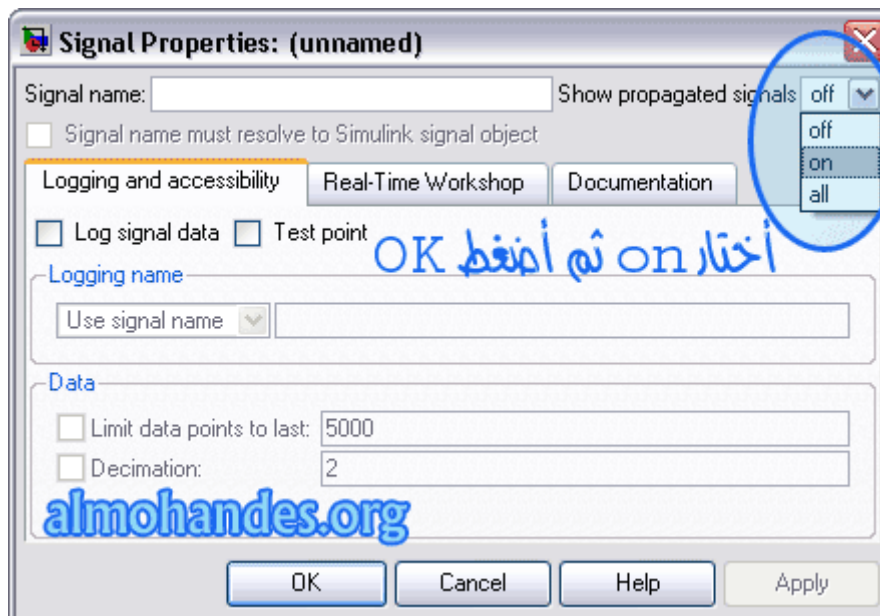 Signal Properties: (unnamed)
Signal name: Show propagated signals off
off
on
all
Signal name must resolve to Simulink signal object
Logging and accessibility Real-Time Workshop Documentation
Log signal data Test point
أختار on ثم أضغط OK
Logging name
Use signal name
Data
Limit data points to last: 5000
Decimation: 2
almohandes.org
OK Cancel Help Apply